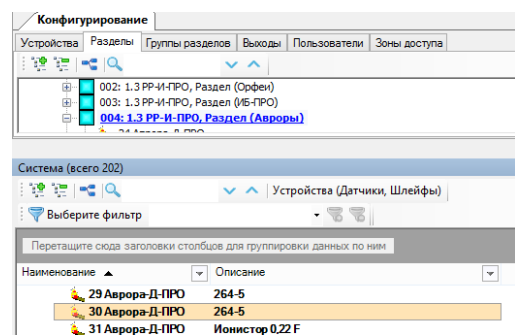 Конфигурирование
Устройства Разделы Группы разделов Выходы Пользователи Зоны доступа
002: 1.3 РР-И-ПРО, Раздел (Орфеи)
003: 1.3 РР-И-ПРО, Раздел (ИБ-ПРО)
004: 1.3 РР-И-ПРО, Раздел (Авроры)
Система (всего 202)
Устройства (Датчики, Шлейфы)
Выберите фильтр
Перетащите сюда заголовки столбцов для группировки данных по ним
Наименование Описание
29 Аврора-Д-ПРО 264-5
30 Аврора-Д-ПРО 264-5
31 Аврора-Д-ПРО Ионистор 0,22 F